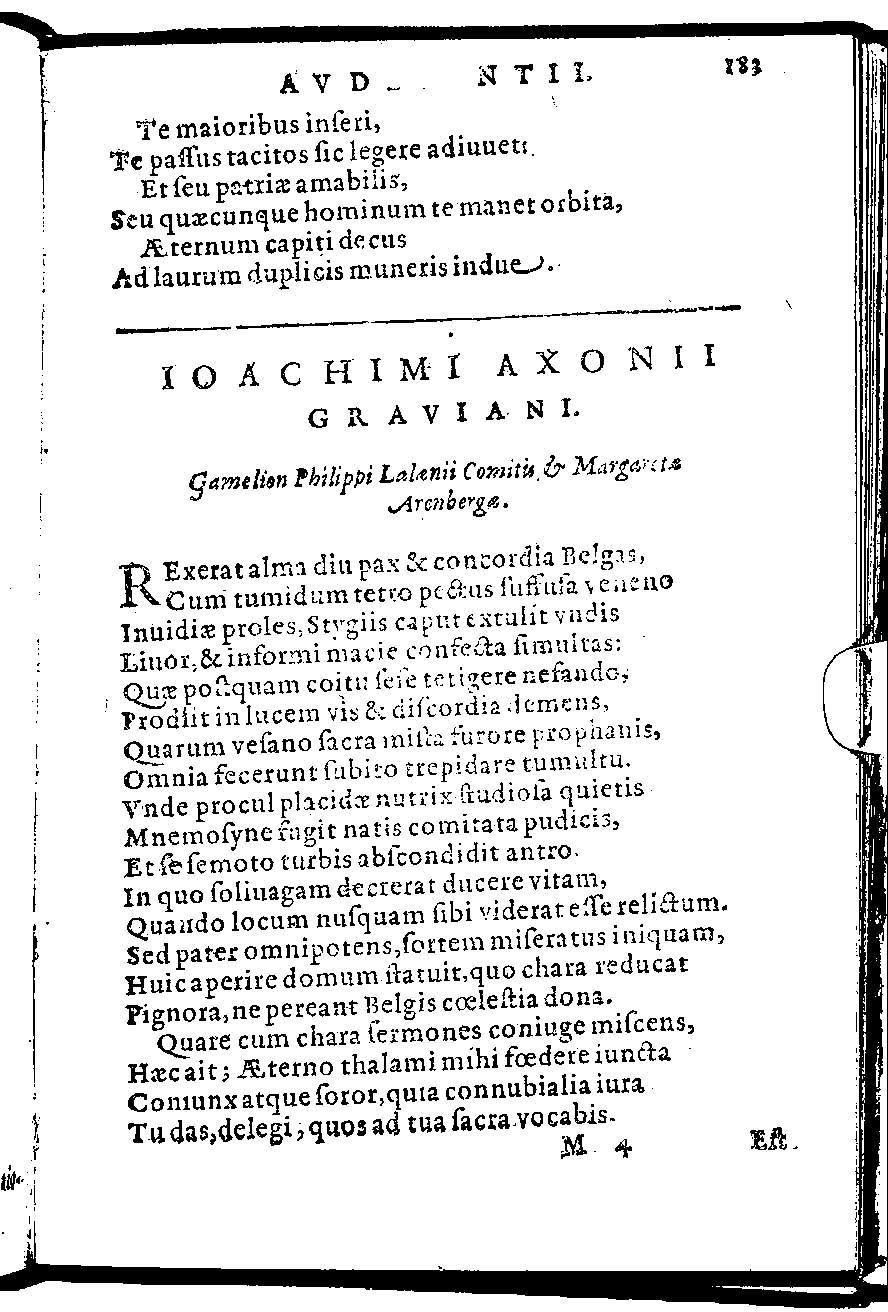 AVD NTII. 183
Te maioribus inſeri,
Te paſſus tacitos ſic legere adiuuet:
Et ſeu patriæ amabilis,
Seu quæcunque hominum te manet orbita,
Æternum capiti decus
Ad laurum duplicis muneris indue.
IOACHIMI AXONII
GRAVIANI.
Gamelion Philippi Lalænii Comitis & Margaretæ
Arenbergæ.
RExerat alma diu pax & concordia Belgas,
Cum tumidum tetro pectus ſuffuſa veneno
Inuidiæ proles, Stygiis caput extulit vndis
Liuor, & informi macie confecta ſimultas:
Quæ poſtquam coitu ſeſe tetigere nefando,
Prodiit in lucem vis & diſcordia demens,
Quarum veſano ſacra miſta furore prophanis,
Omnia fecerunt ſubito trepidare tumultu.
Vnde procul placidæ nutrix ſtudioſa quietis
Mnemoſyne fugit natis comitata pudicis,
Et ſe ſemoto turbis abſcondidit antro.
In quo ſoliuagam decrerat ducere vitam,
Quando locum nuſquam ſibi viderat eſſe relictum.
Sed pater omnipotens, ſortem miſeratus iniquam,
Huic aperire domum ſtatuit, quo chara reducat
Pignora, ne pereant Belgis cœleſtia dona.
Quare cum chara ſermones coniuge miſcens,
Hæc ait; Æterno thalami mihi fœdere iuncta
Coniunx atque ſoror, quia connubialia iura
Tu das, delegi, quos ad tua ſacra vocabis.
M 4 Eſt